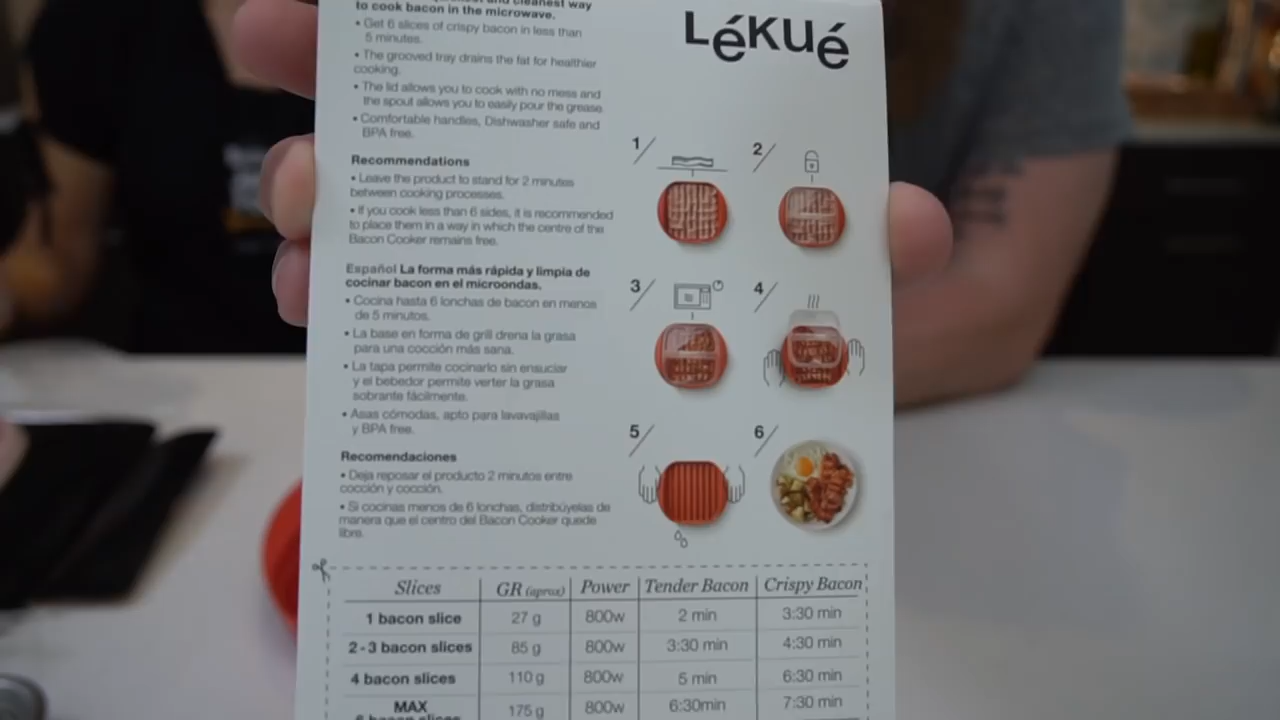 cleanest way
to cook bacon in the microwave.
• Get 6 slices of crispy bacon in less than
5 minutes.
• The grooved tray drains the fat for healthier
cooking.
• The lid allows you to cook with no mess and
the spout allows you to easily pour the grease.
• Comfortable handles, Dishwasher safe and
BPA free.
Recommendations
• Leave the product to stand for 2 minutes
between cooking processes.
• If you cook less than 6 sides, it is recommended
to place them in a way in which the centre of the
Bacon Cooker remains free.
Español La forma más rápida y limpia de
cocinar bacon en el microondas.
• Cocina hasta 6 lonchas de bacon en menos
de 5 minutos.
• La base en forma de grill drena la grasa
para una cocción más sana.
• La tapa permite cocinarlo sin ensuciar
y el bebedor permite verter la grasa
sobrante fácilmente.
• Asas cómodas, apto para lavavajillas
y BPA free.
Recomendaciones
• Deja reposar el producto 2 minutos entre
cocción y cocción.
• Si cocinas menos de 6 lonchas, distribúyelas de
manera que el centro del Bacon Cooker quede
libre.
Lékué
1/ 2/
3/ 4/
5/ 6/
Slices GR (aprox) Power Tender Bacon Crispy Bacon
1 bacon slice 27 g 800w 2 min 3:30 min
2-3 bacon slices 85 g 800w 3:30 min 4:30 min
4 bacon slices 110 g 800w 5 min 6:30 min
MAX 175 g 800w 6:30min 7:30 min
6 bacon slices